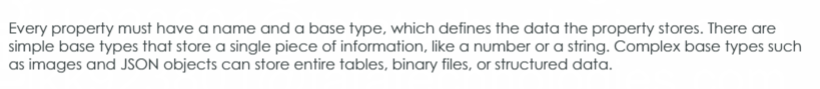 Every property must have a name and a base type, which defines the data the property stores. There are
simple base types that store a single piece of information, like a number or a string. Complex base types such
as images and JSON objects can store entire tables, binary files, or structured data.